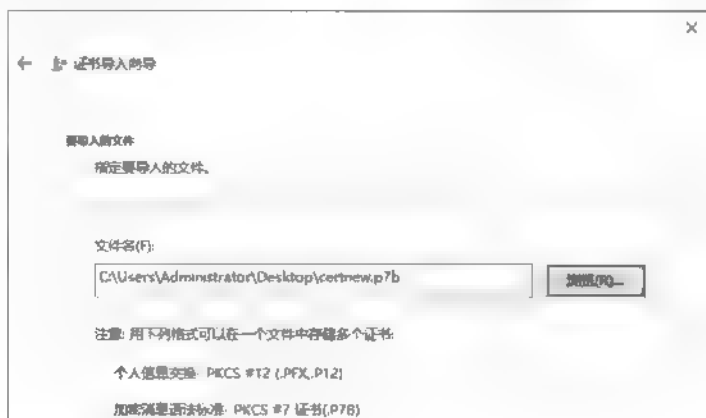 证书导入向导
要导入的文件
指定要导入的文件。
文件名(F):
C:\Users\Administrator\Desktop\certnew.p7b
浏览(R)...
注意: 用下列格式可以在一个文件中存储多个证书:
个人信息交换- PKCS #12 (.PFX,.P12)
加密消息语法标准- PKCS #7 证书(.P7B)